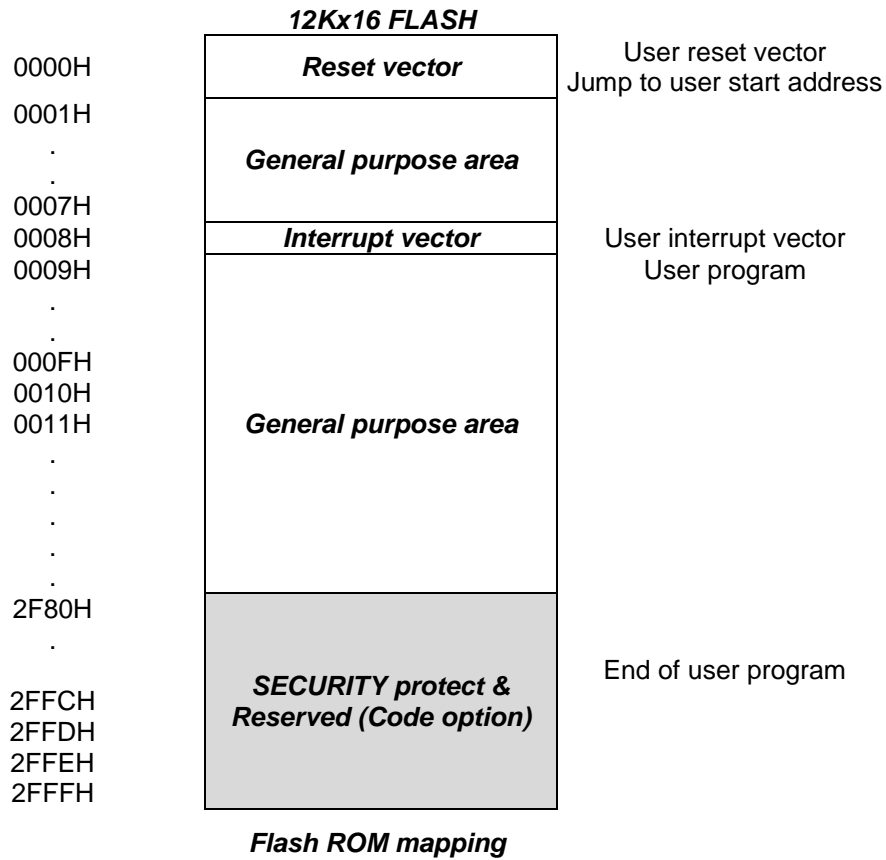 12Kx16 FLASH
0000H Reset vector User reset vector
Jump to user start address
0001H
.
General purpose area
.
0007H
0008H Interrupt vector User interrupt vector
0009H User program
.
.
000FH
0010H
0011H General purpose area
.
.
.
.
.
2F80H
.
End of user program
SECURITY protect &
2FFCH Reserved (Code option)
2FFDH
2FFEH
2FFFH
Flash ROM mapping